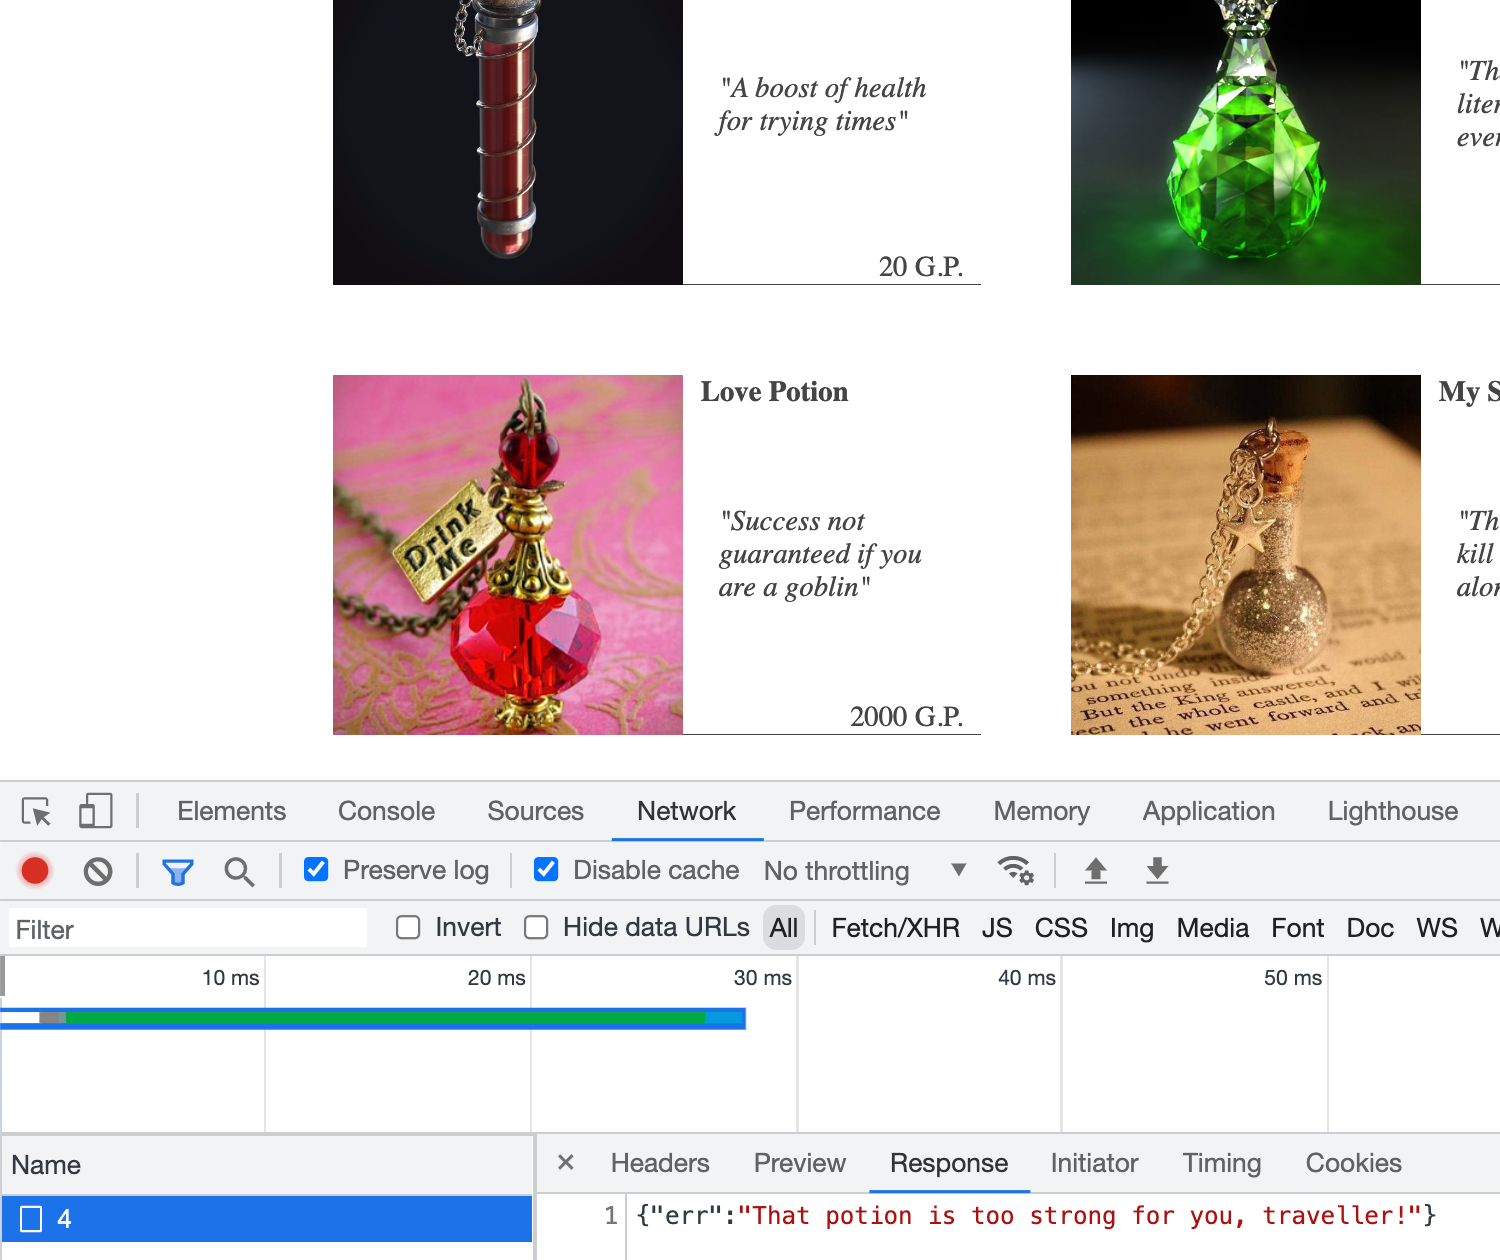 "A boost of health
for trying times"
20 G.P.
"Th
liter
ever
Love Potion
"Success not
guaranteed if you
are a goblin"
2000 G.P.
Drink
Me
My S
"Th
kill
alor
you not undo inside that would
something
But the King answered,
een the whole castle, and I wil
he went forward and tr
Elements Console Sources Network Performance Memory Application Lighthouse
Preserve log Disable cache No throttling
Filter Invert Hide data URLs All Fetch/XHR JS CSS Img Media Font Doc WS W
10 ms 20 ms 30 ms 40 ms 50 ms
Name
4
× Headers Preview Response Initiator Timing Cookies
1 {"err":"That potion is too strong for you, traveller!"}